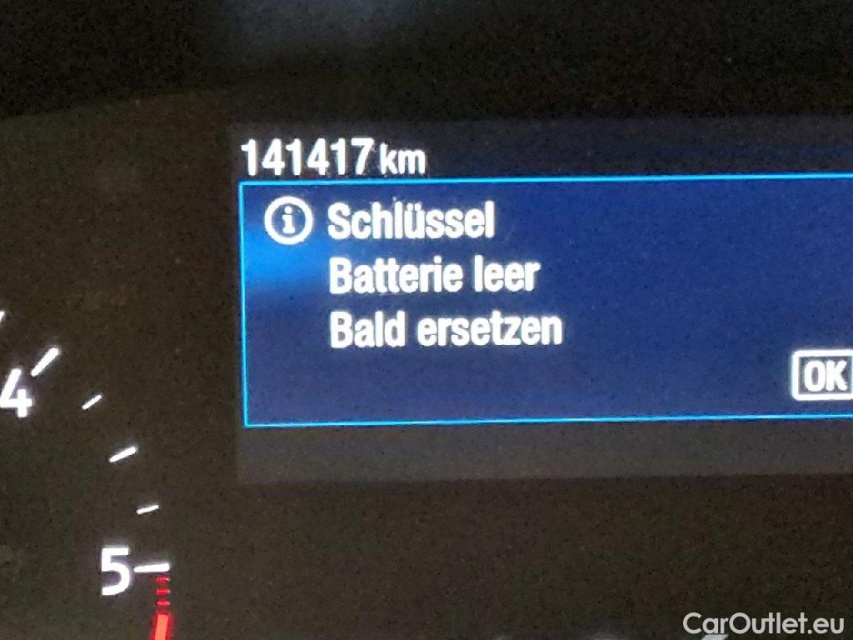 141417 km
Schlüssel
Batterie leer
Bald ersetzen
OK
4
5
CarOutlet.eu